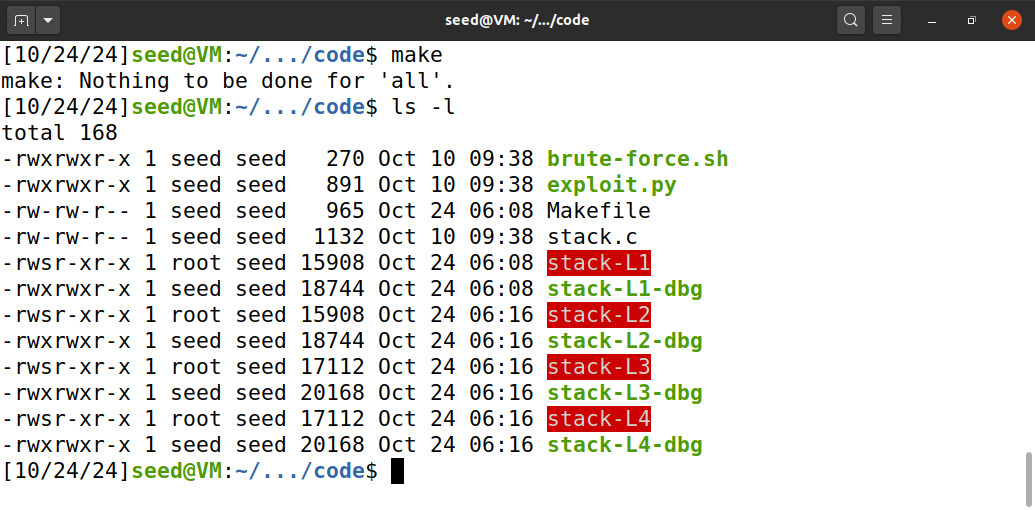 seed@VM: ~/.../code
[10/24/24]seed@VM:~/.../code$ make
make: Nothing to be done for 'all'.
[10/24/24]seed@VM:~/.../code$ ls -l
total 168
-rwxrwxr-x 1 seed seed   270 Oct 10 09:38 brute-force.sh
-rwxrwxr-x 1 seed seed   891 Oct 10 09:38 exploit.py
-rw-rw-r-- 1 seed seed   965 Oct 24 06:08 Makefile
-rw-rw-r-- 1 seed seed  1132 Oct 10 09:38 stack.c
-rwsr-xr-x 1 root seed 15908 Oct 24 06:08 stack-L1
-rwxrwxr-x 1 seed seed 18744 Oct 24 06:08 stack-L1-dbg
-rwsr-xr-x 1 root seed 15908 Oct 24 06:16 stack-L2
-rwxrwxr-x 1 seed seed 18744 Oct 24 06:16 stack-L2-dbg
-rwsr-xr-x 1 root seed 17112 Oct 24 06:16 stack-L3
-rwxrwxr-x 1 seed seed 20168 Oct 24 06:16 stack-L3-dbg
-rwsr-xr-x 1 root seed 17112 Oct 24 06:16 stack-L4
-rwxrwxr-x 1 seed seed 20168 Oct 24 06:16 stack-L4-dbg
[10/24/24]seed@VM:~/.../code$